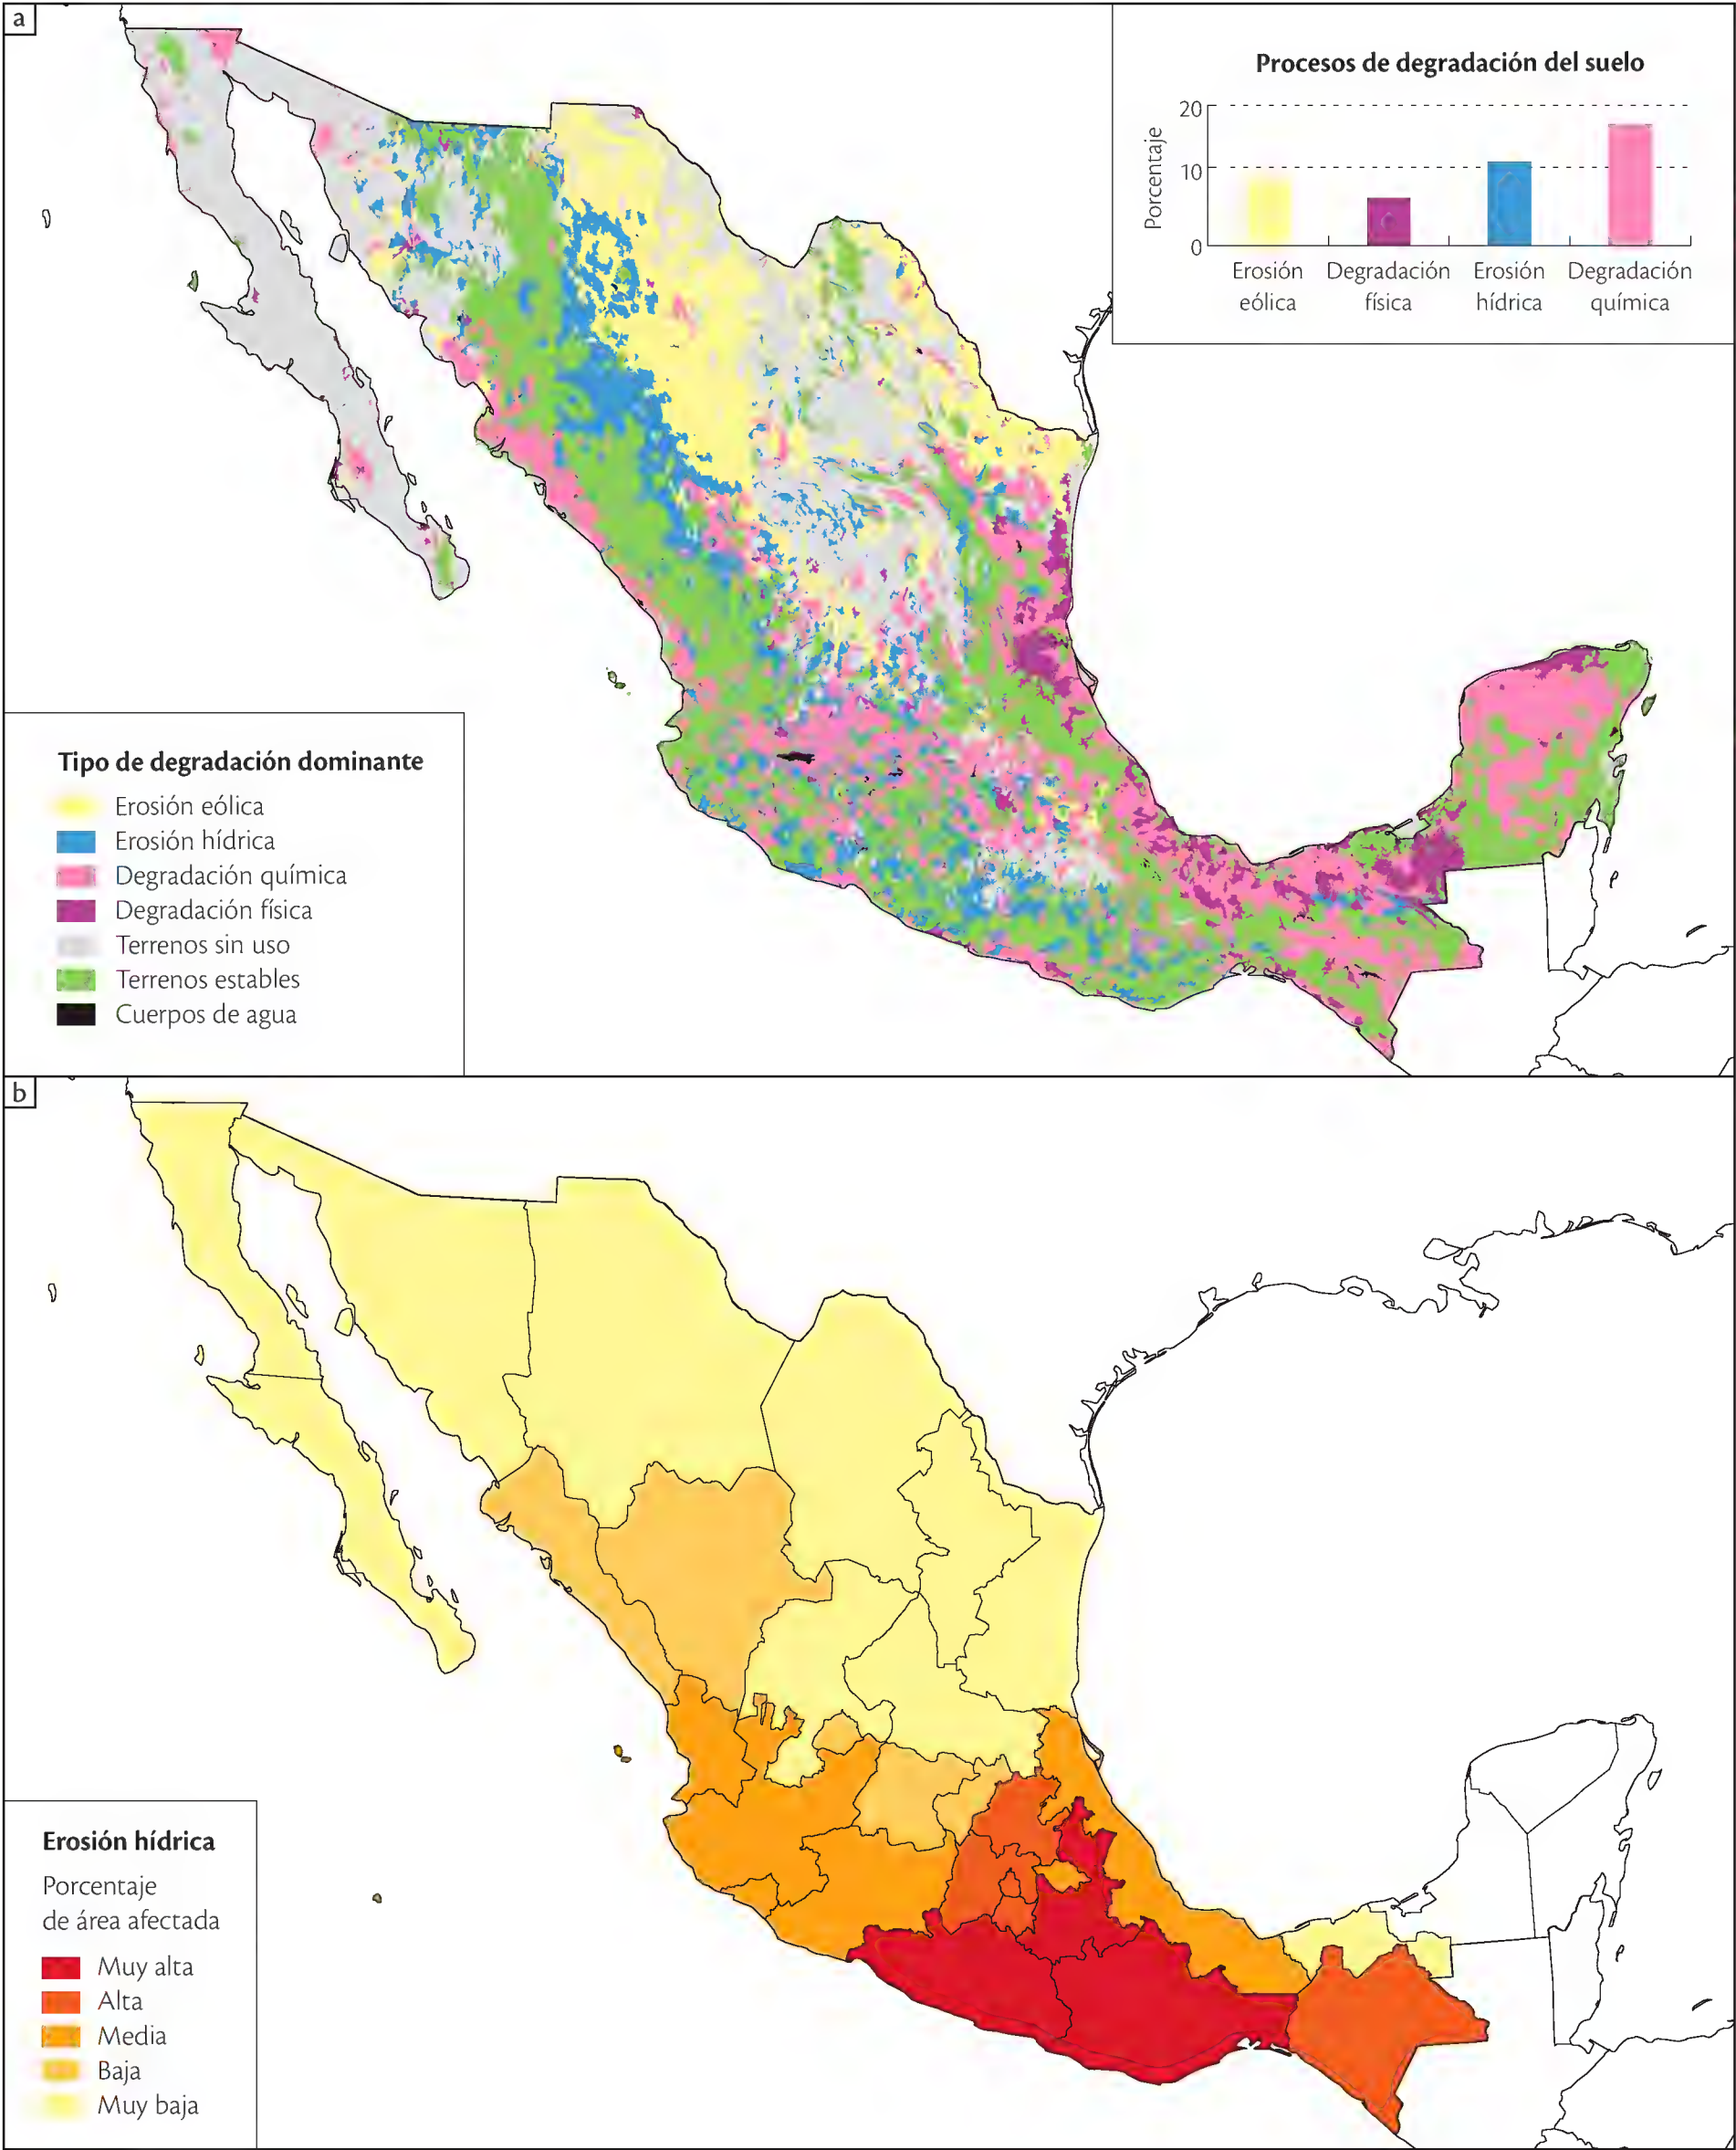 a
Procesos de degradación del suelo
Porcentaje
20
10
0
Erosión
eólica
Degradación
física
Erosión
hídrica
Degradación
química
Tipo de degradación dominante
Erosión eólica
Erosión hídrica
Degradación química
Degradación física
Terrenos sin uso
Terrenos estables
Cuerpos de agua
b
Erosión hídrica
Porcentaje
de área afectada
Muy alta
Alta
Media
Baja
Muy baja